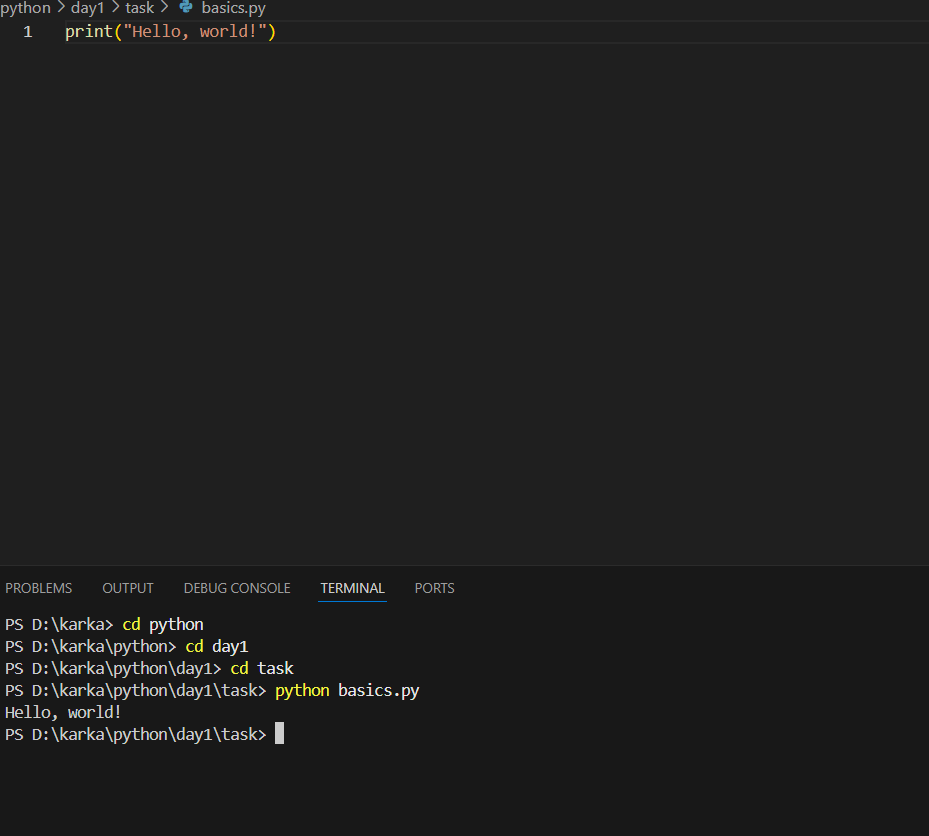 python > day1 > task > basics.py
1 print("Hello, world!")
PROBLEMS OUTPUT DEBUG CONSOLE TERMINAL PORTS
PS D:\karka> cd python
PS D:\karka\python> cd day1
PS D:\karka\python\day1> cd task
PS D:\karka\python\day1\task> python basics.py
Hello, world!
PS D:\karka\python\day1\task>